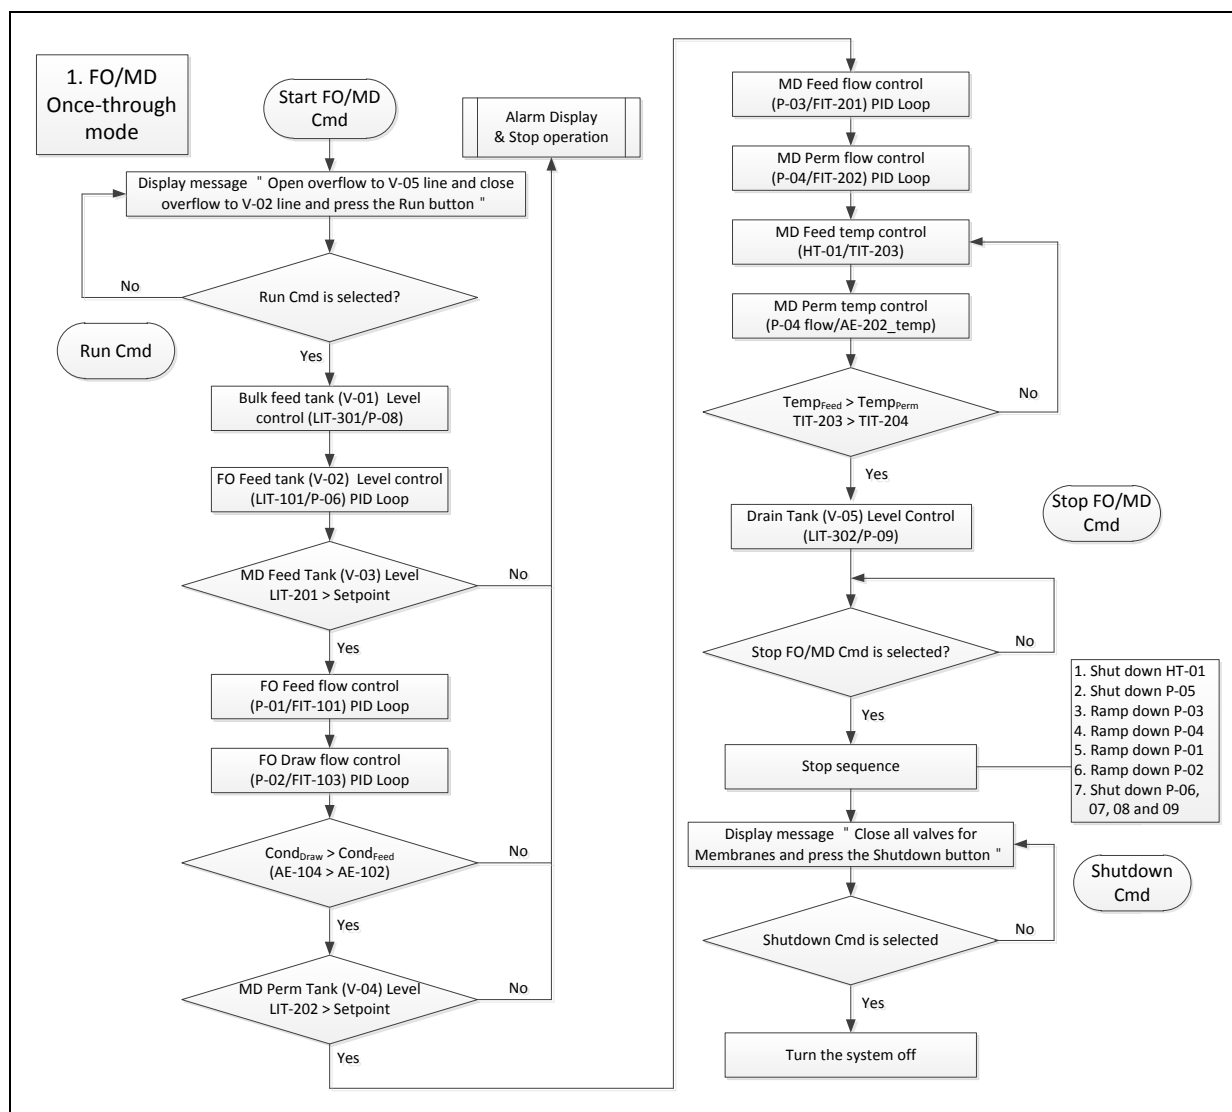 1. FO/MD
Once-through
mode
Start FO/MD
Cmd
Alarm Display
& Stop operation
Display message " Open overflow to V-05 line and close
overflow to V-02 line and press the Run button "
No
Run Cmd is selected?
Run Cmd
Yes
Bulk feed tank (V-01) Level
control (LIT-301/P-08)
FO Feed tank (V-02) Level control
(LIT-101/P-06) PID Loop
MD Feed Tank (V-03) Level
LIT-201 > Setpoint
No
Yes
FO Feed flow control
(P-01/FIT-101) PID Loop
FO Draw flow control
(P-02/FIT-103) PID Loop
CondDraw > CondFeed
(AE-104 > AE-102)
No
Yes
MD Perm Tank (V-04) Level
LIT-202 > Setpoint
No
Yes
MD Feed flow control
(P-03/FIT-201) PID Loop
MD Perm flow control
(P-04/FIT-202) PID Loop
MD Feed temp control
(HT-01/TIT-203)
MD Perm temp control
(P-04 flow/AE-202_temp)
TempFeed > TempPerm
TIT-203 > TIT-204
No
Yes
Drain Tank (V-05) Level Control
(LIT-302/P-09)
Stop FO/MD
Cmd
Stop FO/MD Cmd is selected?
No
Yes
Stop sequence
1. Shut down HT-01
2. Shut down P-05
3. Ramp down P-03
4. Ramp down P-04
5. Ramp down P-01
6. Ramp down P-02
7. Shut down P-06,
07, 08 and 09
Display message " Close all valves for
Membranes and press the Shutdown button "
Shutdown
Cmd
Shutdown Cmd is selected
No
Yes
Turn the system off